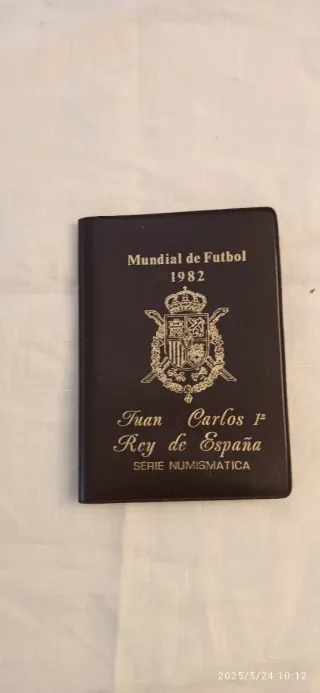 Mundial de Futbol
1982
Juan Carlos 1º
Rey de España
SERIE NUMISMATICA
2025/5/24 10:12